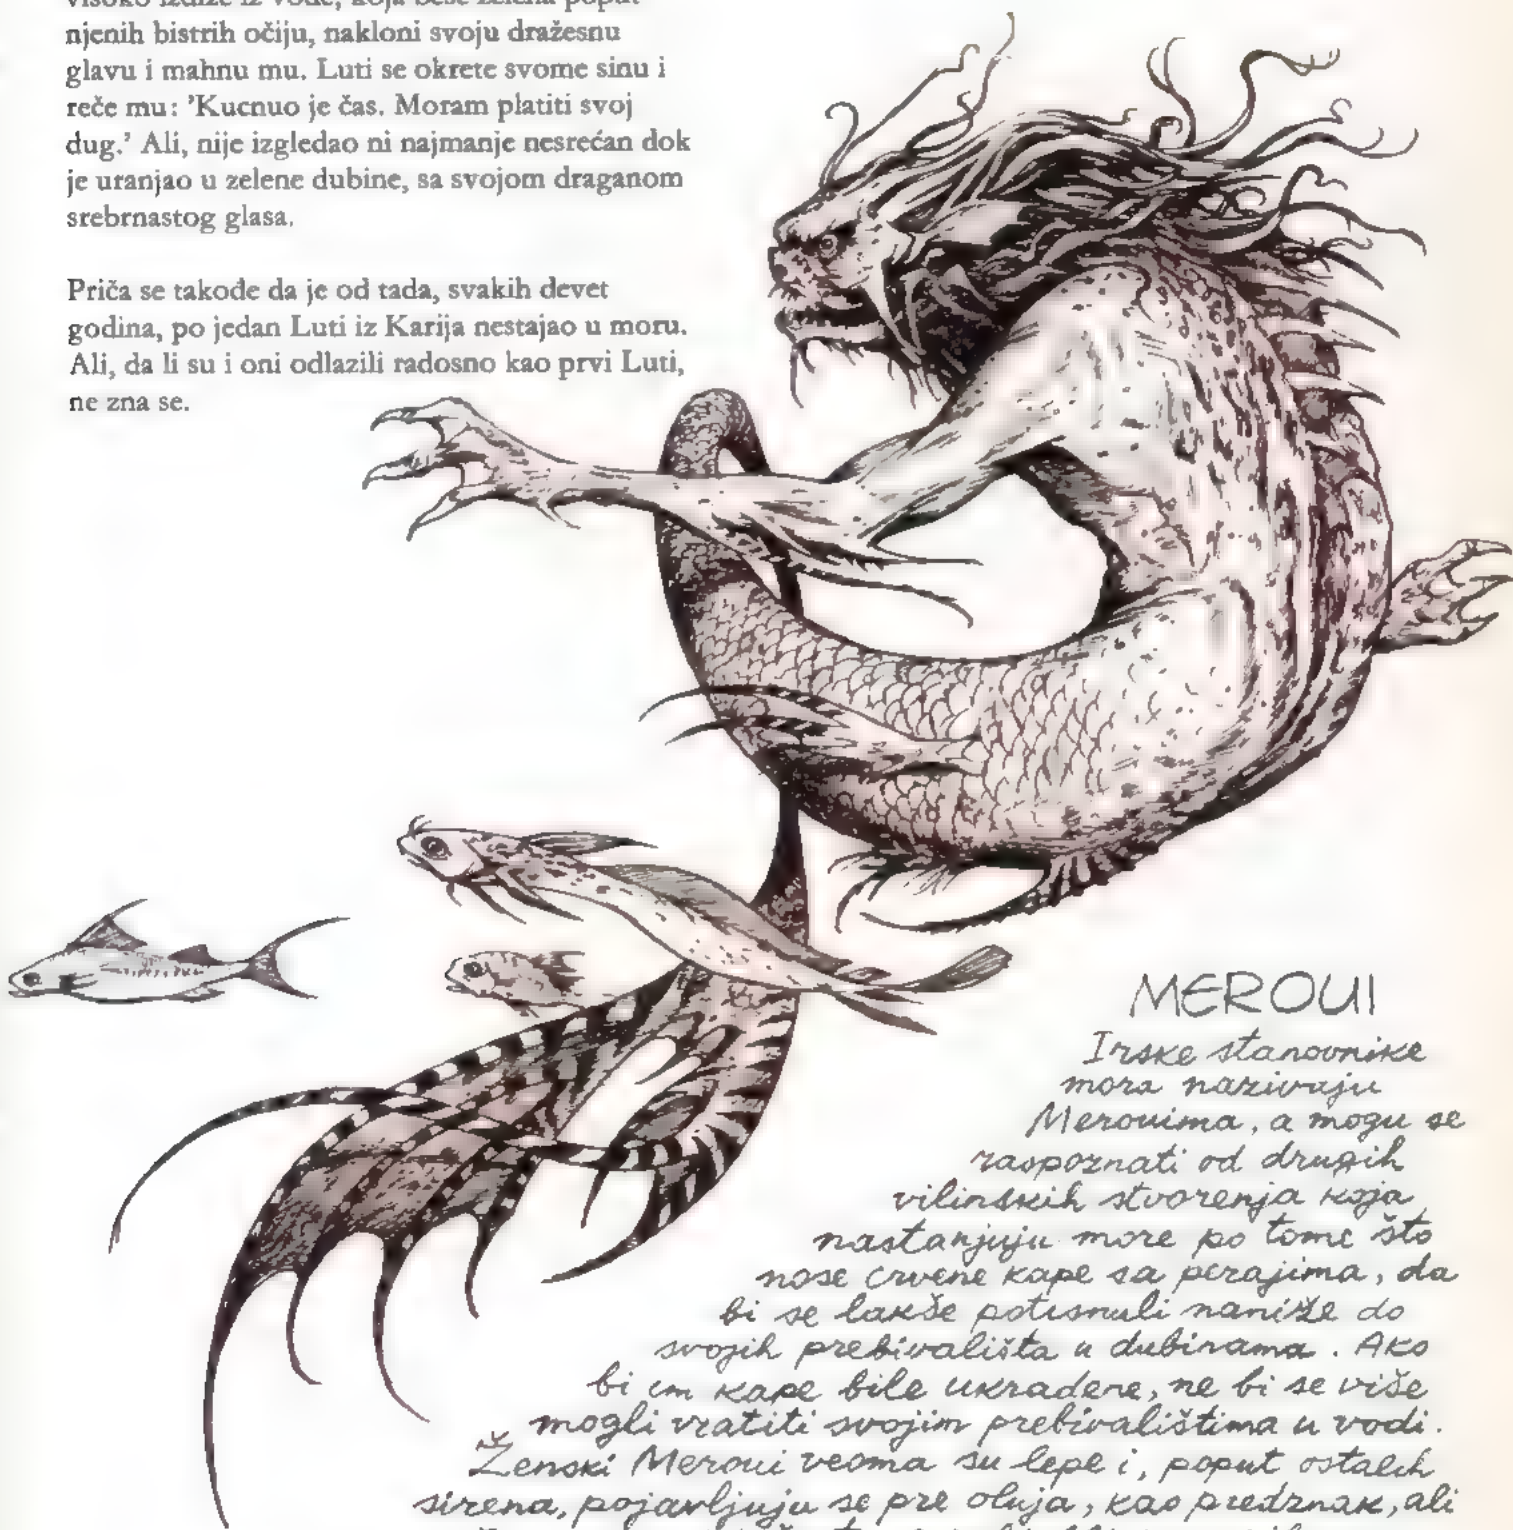 njenih bistrih očiju, nakloni svoju dražesnu
glavu i mahnu mu. Luti se okrete svome sinu i
reče mu: 'Kucnuo je čas. Moram platiti svoj
dug.' Ali, nije izgledao ni najmanje nesrećan dok
je uranjao u zelene dubine, sa svojom draganom
srebrnastog glasa.
Priča se takođe da je od tada, svakih devet
godina, po jedan Luti iz Karija nestajao u moru.
Ali, da li su i oni odlazili radosno kao prvi Luti,
ne zna se.
MEROUI
Irske stanovnike
mora nazivaju
Merouima, a mogu se
raspoznati od drugih
vilinskih stvorenja koja
nastanjuju more po tome što
nose crvene kape sa perajima, da
bi se lakše potisnuli naniže do
svojih prebivališta u dubinama. Ako
bi im kape bile ukradene, ne bi se više
mogli vratiti svojim prebivalištima u vodi.
Ženski Meroui veoma su lepe i, poput ostalih
sirena, pojavljuju se pre oluja, kao predznak, ali